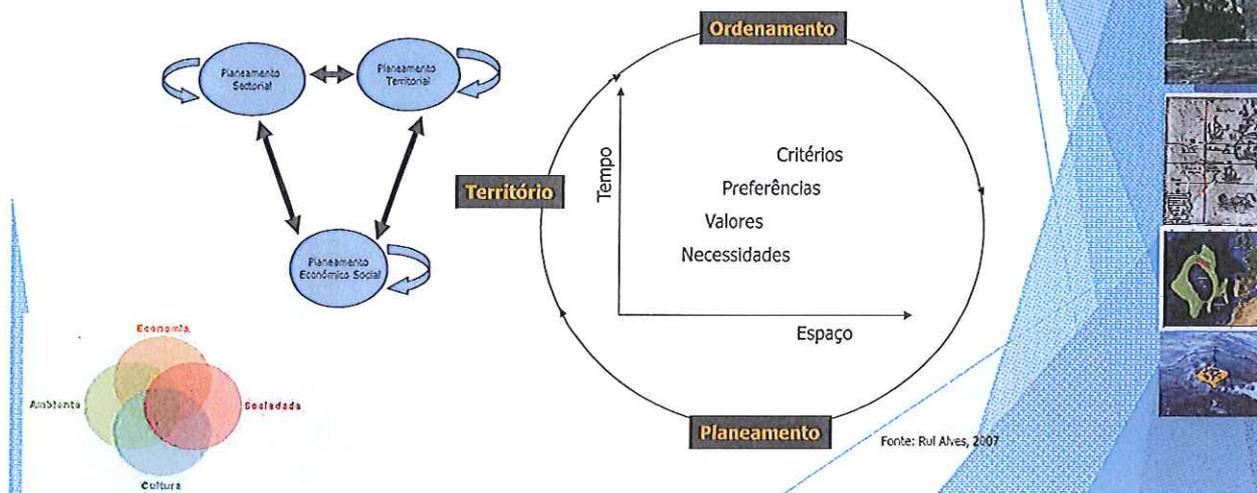 Ordenamento
Planeamento
Sectorial
Planeamento
Territorial
Planeamento
Económico Social
Território
Tempo
Critérios
Preferências
Valores
Necessidades
Espaço
Planeamento
Fonte: Rui Alves, 2007
Economia
Ambiente
Sociedade
Cultura